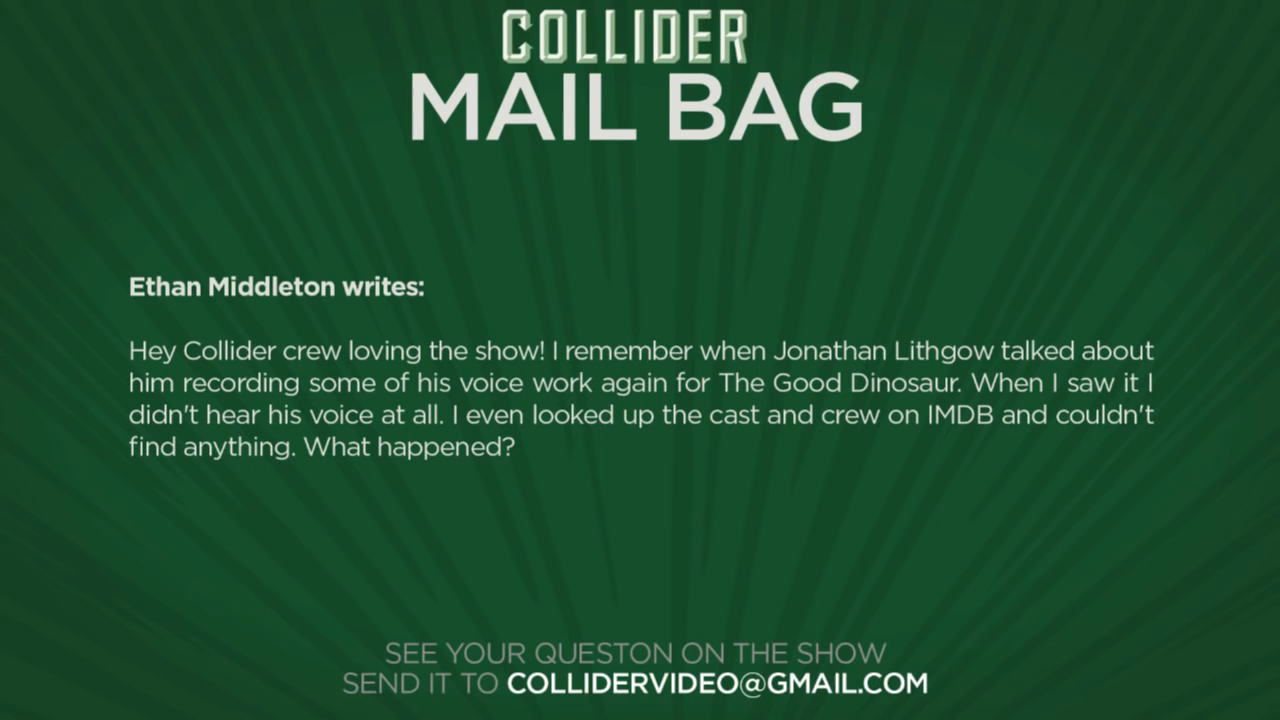 COLLIDER
MAIL BAG
Ethan Middleton writes:
Hey Collider crew loving the show! I remember when Jonathan Lithgow talked about
him recording some of his voice work again for The Good Dinosaur. When I saw it I
didn't hear his voice at all. I even looked up the cast and crew on IMDB and couldn't
find anything. What happened?
SEE YOUR QUESTON ON THE SHOW
SEND IT TO COLLIDERVIDEO@GMAIL.COM